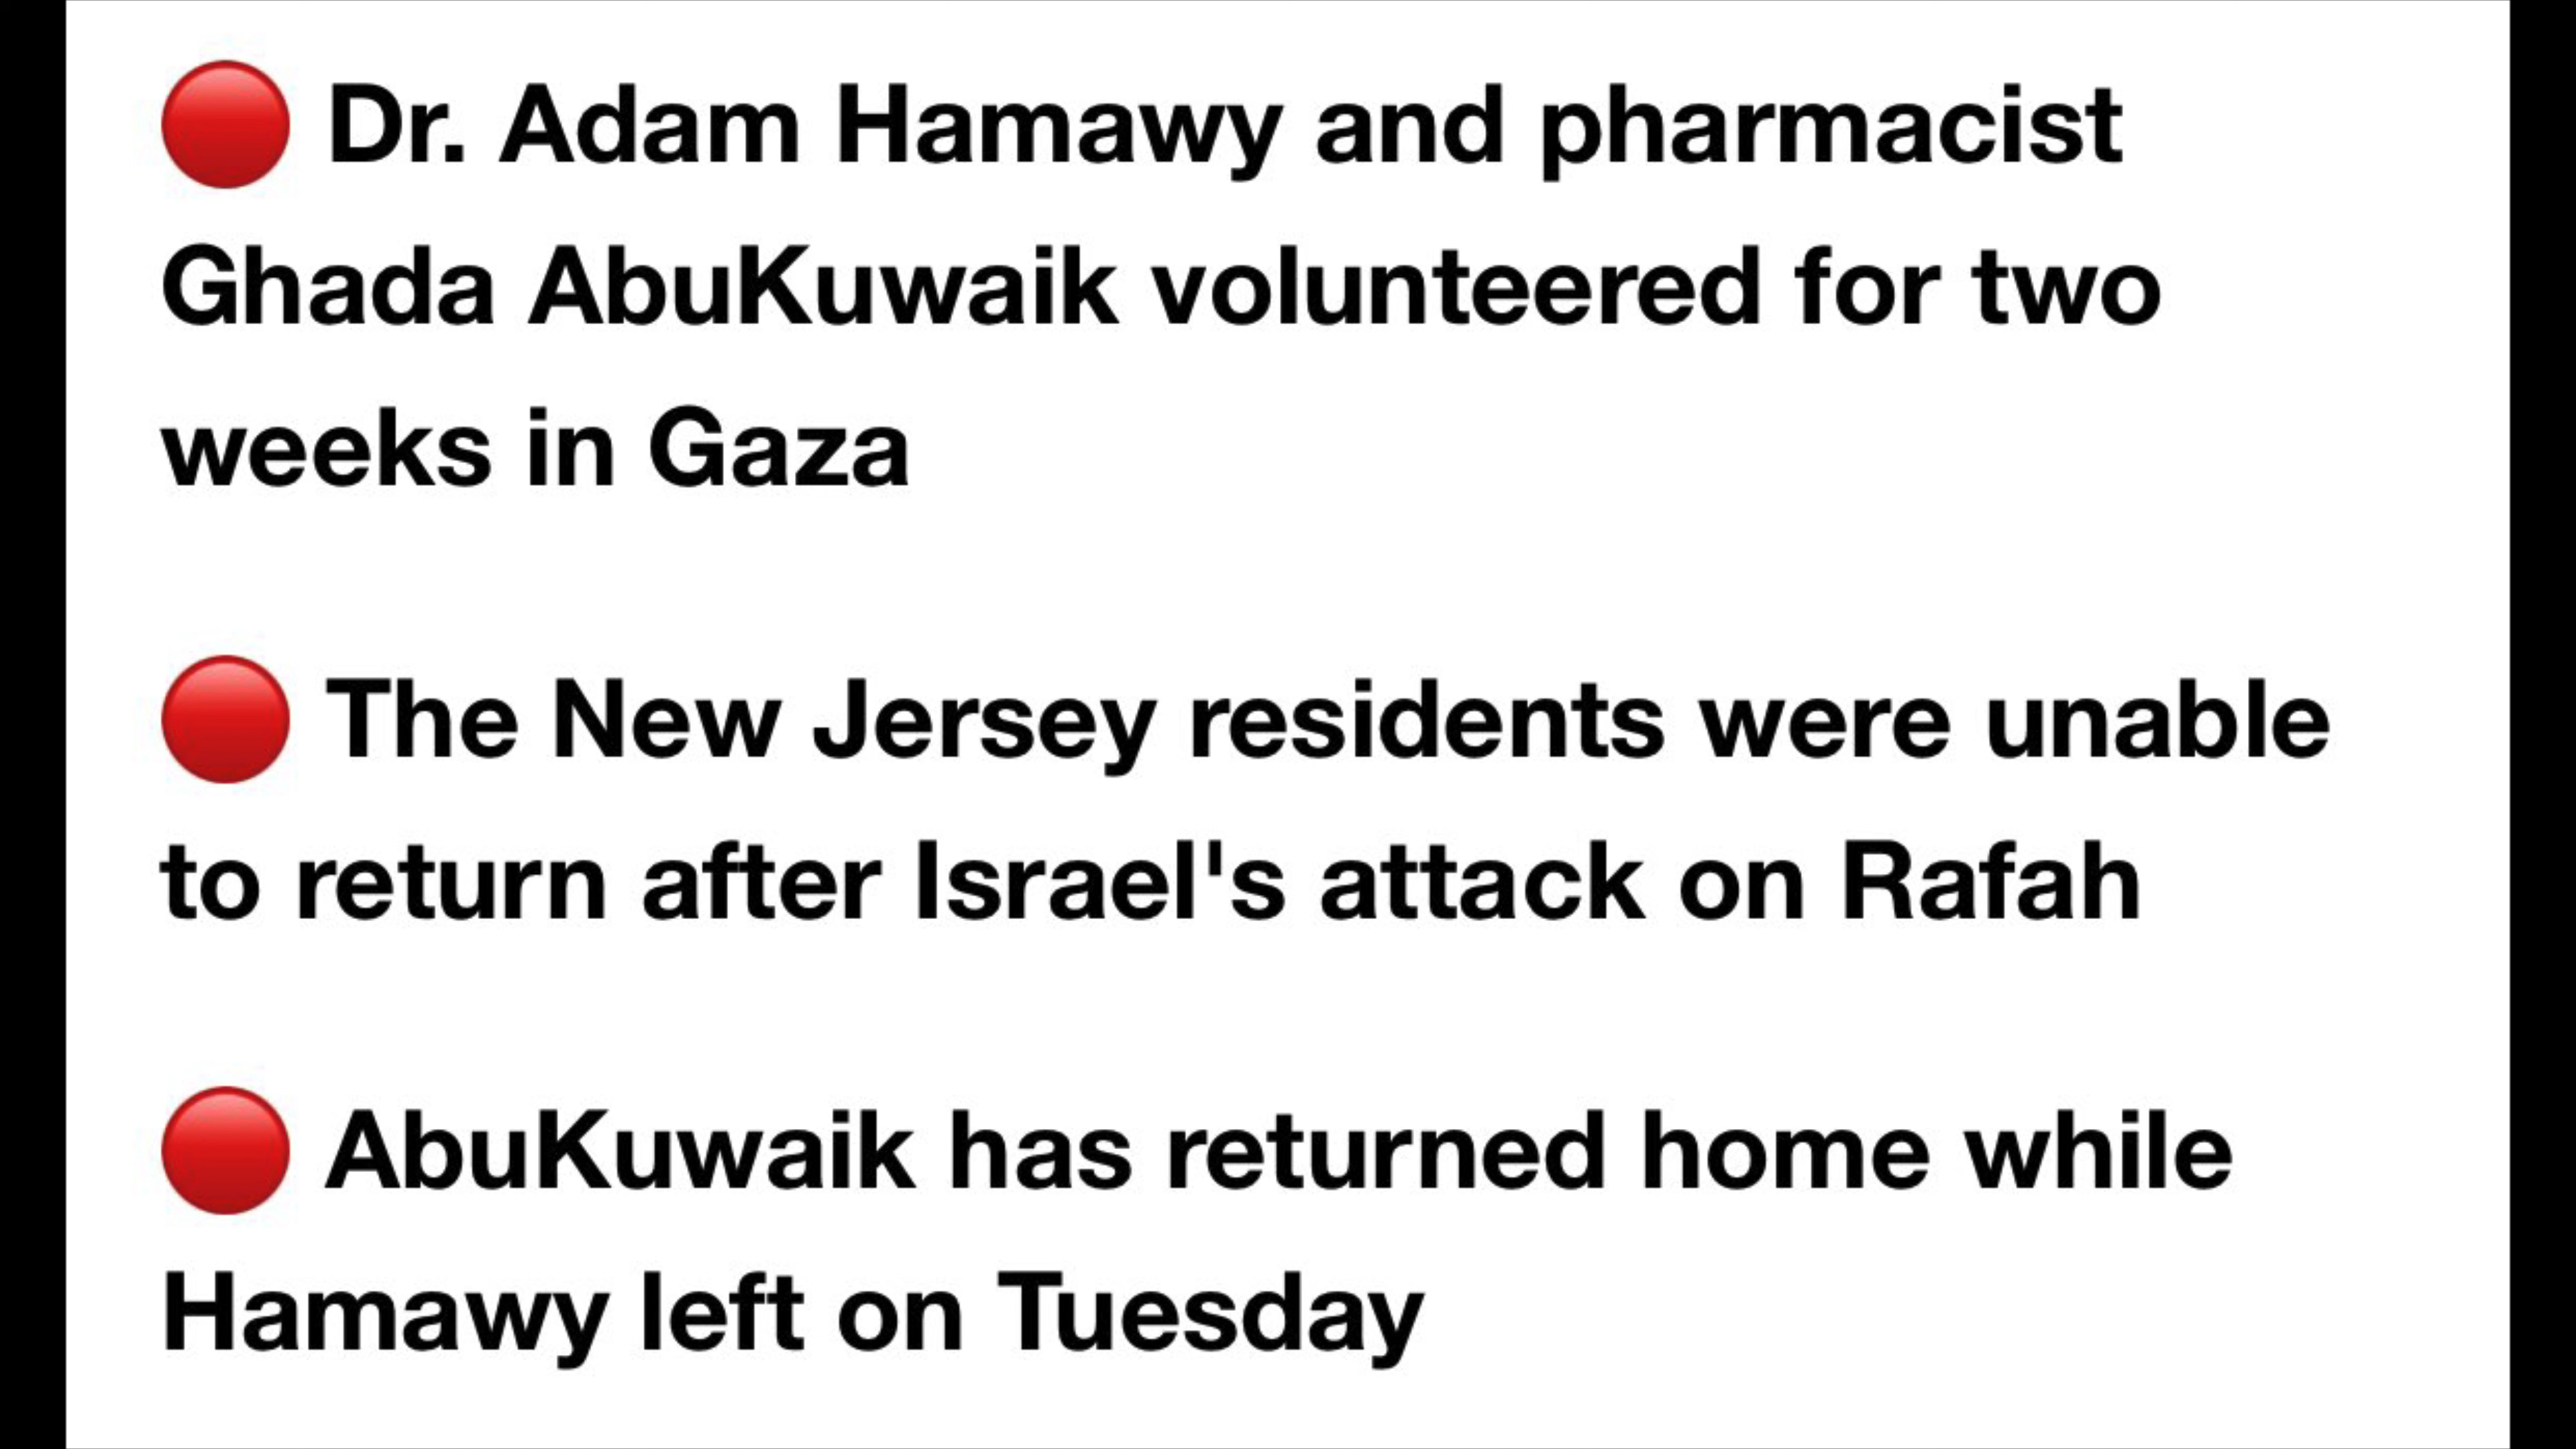 🔴 Dr. Adam Hamawy and pharmacist
Ghada AbuKuwaik volunteered for two
weeks in Gaza
🔴 The New Jersey residents were unable
to return after Israel's attack on Rafah
🔴 AbuKuwaik has returned home while
Hamawy left on Tuesday